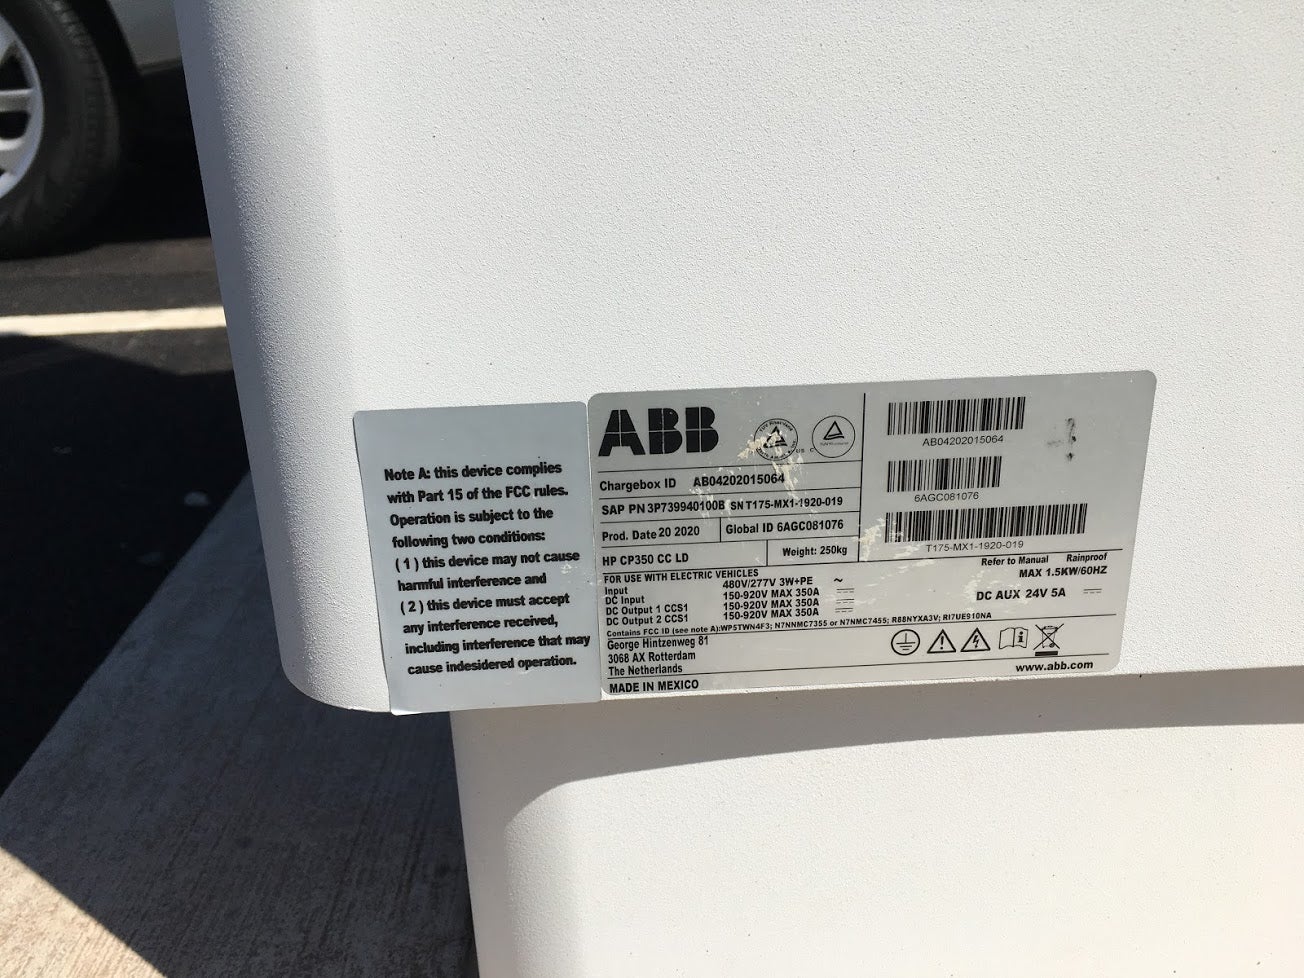 Note A: this device complies
with Part 15 of the FCC rules.
Operation is subject to the
following two conditions:
( 1 ) this device may not cause
harmful interference and
( 2 ) this device must accept
any interference received,
including interference that may
cause indesidered operation.
ABB
Chargebox ID AB04202015064
SAP PN 3P739940100B SN T175-MX1-1920-019
Prod. Date 20 2020 Global ID 6AGC081076
HP CP350 CC LD Weight: 250kg
AB04202015064
6AGC081076
T175-MX1-1920-019
Refer to Manual Rainproof
FOR USE WITH ELECTRIC VEHICLES
Input 480V/277V 3W+PE ~ MAX 1.5KW/60HZ
DC Input 150-920V MAX 350A DC AUX 24V 5A
DC Output 1 CCS1 150-920V MAX 350A
DC Output 2 CCS1 150-920V MAX 350A
Contains FCC ID (see note A):WP5TWN4F3; N7NNMC7355 or N7NMC7455; R88NYXA3V; RI7UE910NA
George Hintzenweg 81
3068 AX Rotterdam
The Netherlands
www.abb.com
MADE IN MEXICO